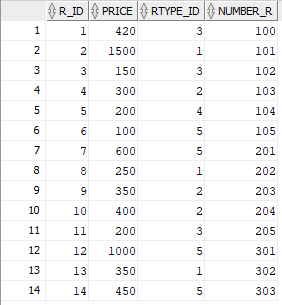 R_ID PRICE RTYPE_ID NUMBER_R
1 1 420 3 100
2 2 1500 1 101
3 3 150 3 102
4 4 300 2 103
5 5 200 4 104
6 6 100 5 105
7 7 600 5 201
8 8 250 1 202
9 9 350 2 203
10 10 400 2 204
11 11 200 3 205
12 12 1000 5 301
13 13 350 1 302
14 14 450 5 303